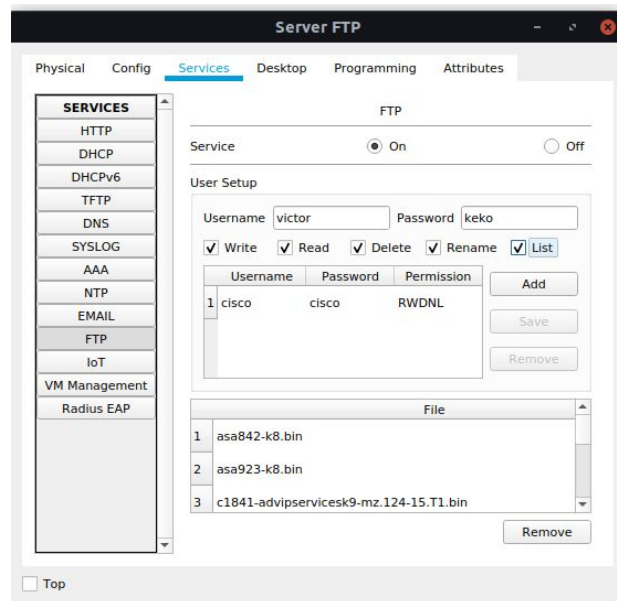 Server FTP
Physical Config Services Desktop Programming Attributes
SERVICES
HTTP
DHCP
DHCPv6
TFTP
DNS
SYSLOG
AAA
NTP
EMAIL
FTP
IoT
VM Management
Radius EAP
FTP
Service On Off
User Setup
Username victor Password keko
Write Read Delete Rename List
Username Password Permission
1 cisco cisco RWDNL
Add
Save
Remove
File
1 asa842-k8.bin
2 asa923-k8.bin
3 c1841-advipservicesk9-mz.124-15.T1.bin
Remove
Top